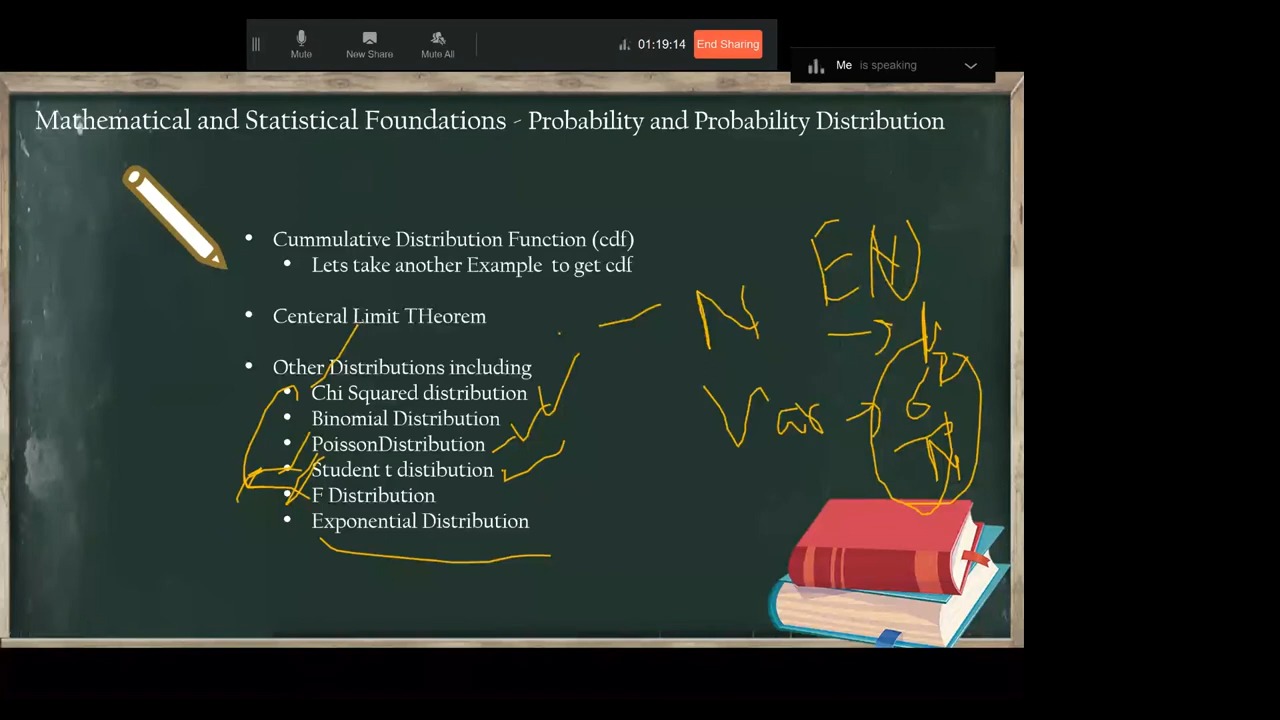 01:19:14
End Sharing
Mute
New Share
Mute All
Me is speaking
Mathematical and Statistical Foundations - Probability and Probability Distribution
• Cummulative Distribution Function (cdf)
• Lets take another Example to get cdf
• Centeral Limit THeorem
• Other Distributions including
• Chi Squared distribution
• Binomial Distribution
• PoissonDistribution
• Student t distibution
• F Distribution
• Exponential Distribution
N
Var